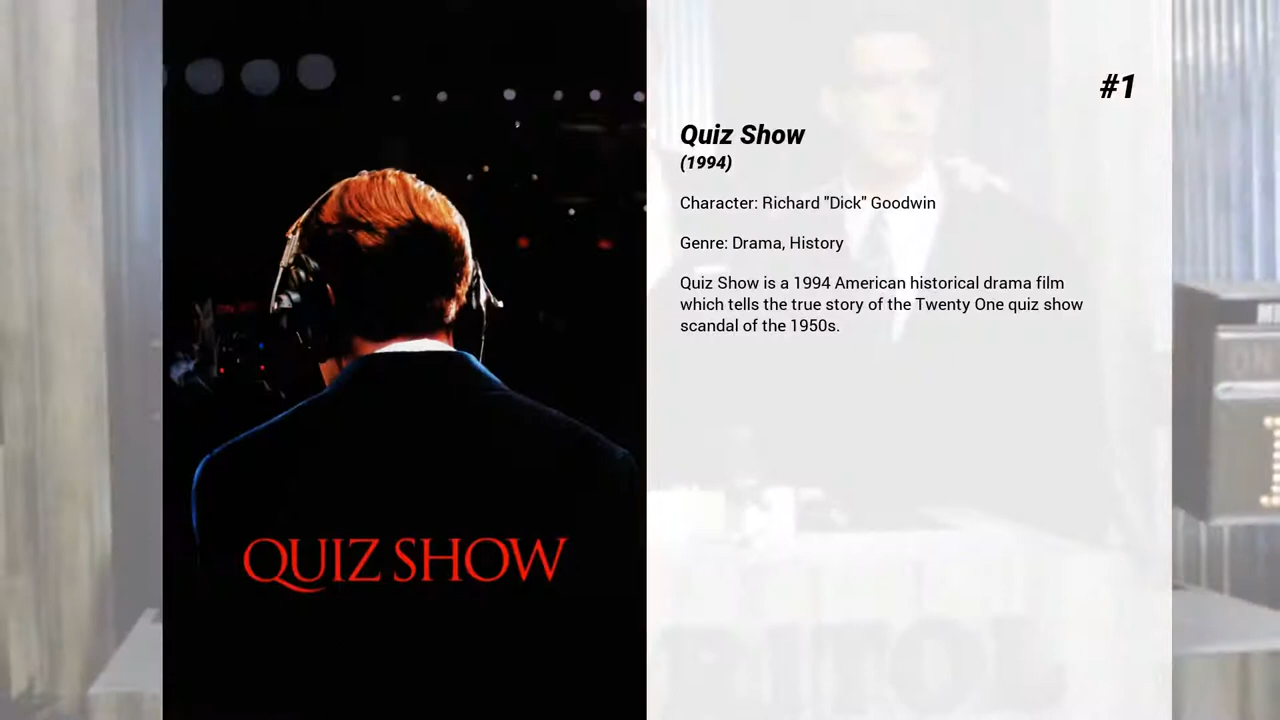 #1
Quiz Show
(1994)
Character: Richard "Dick" Goodwin
Genre: Drama, History
Quiz Show is a 1994 American historical drama film
which tells the true story of the Twenty One quiz show
scandal of the 1950s.
QUIZ SHOW
ON